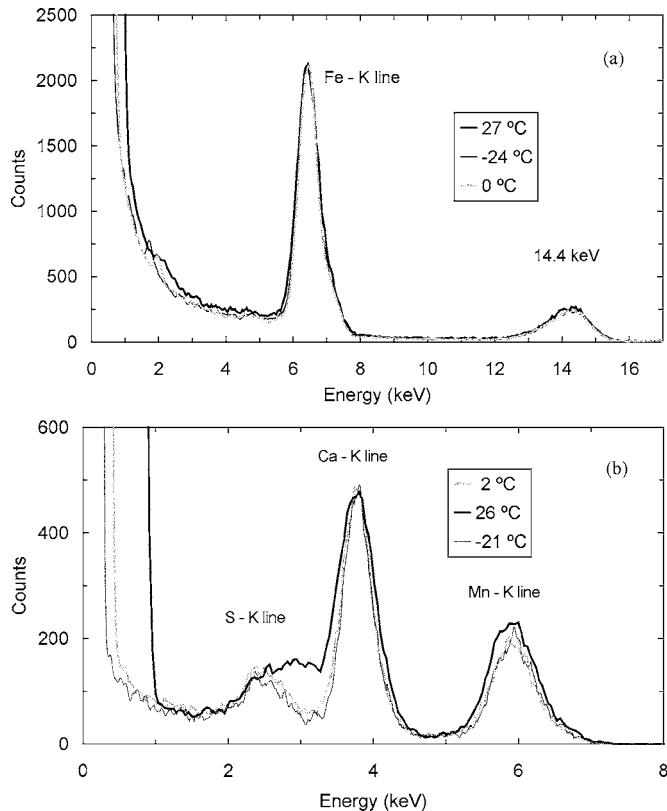 2500
(a)
2000
Fe - K line
27 ºC
-24 ºC
0 ºC
1500
Counts
1000
14.4 keV
500
0
0 2 4 6 8 10 12 14 16
Energy (keV)
600
(b)
Ca - K line
2 ºC
26 ºC
-21 ºC
400
Mn - K line
Counts
S - K line
200
0
0 2 4 6 8
Energy (keV)